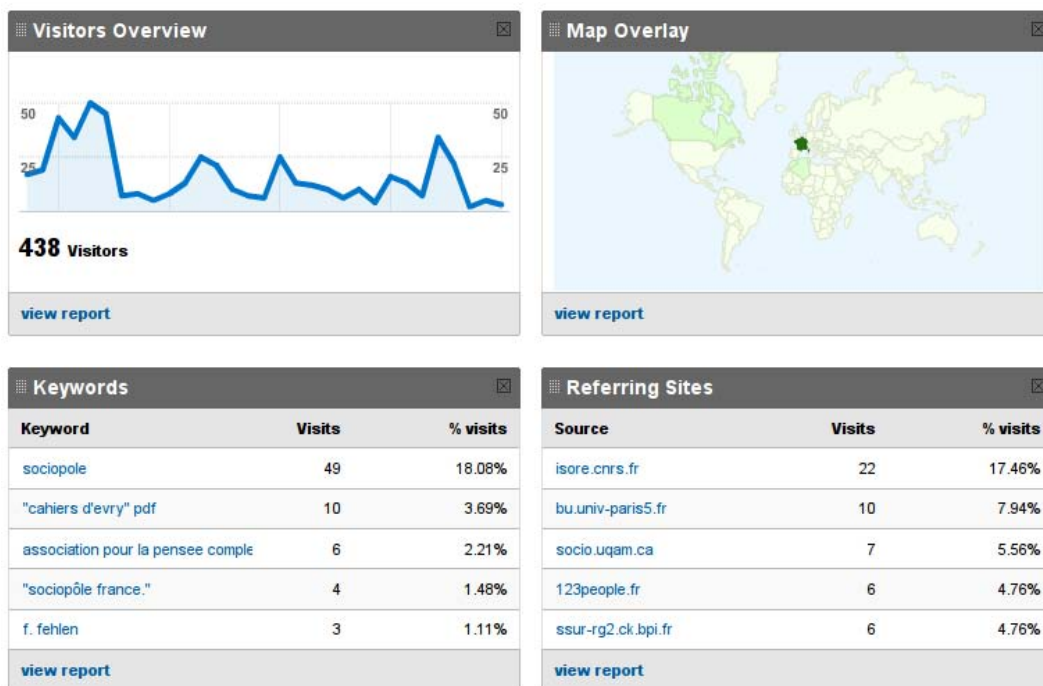 Visitors Overview
50 50
25 25
438 Visitors
view report
Map Overlay
view report
Keywords
Keyword Visits % visits
sociopole 49 18.08%
"cahiers d'evry" pdf 10 3.69%
association pour la pensee comple 6 2.21%
"sociopôle france." 4 1.48%
f. fehlen 3 1.11%
view report
Referring Sites
Source Visits % visits
isore.cnrs.fr 22 17.46%
bu.univ-paris5.fr 10 7.94%
socio.uqam.ca 7 5.56%
123people.fr 6 4.76%
ssur-rg2.ck.bpi.fr 6 4.76%
view report